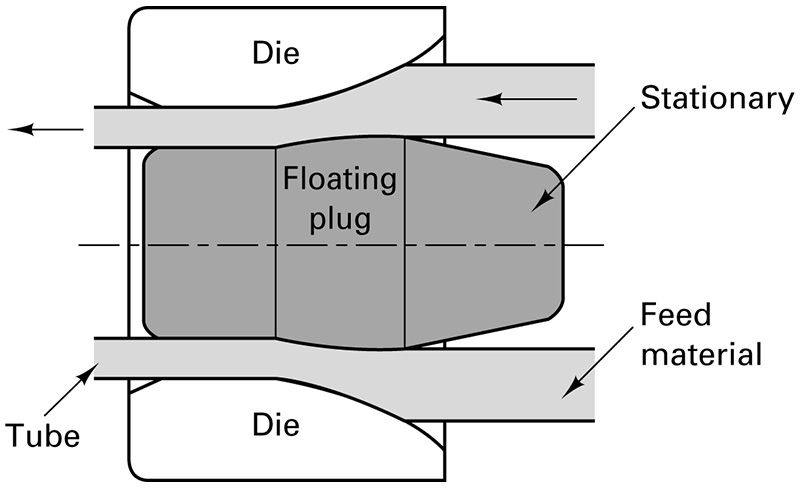 Die
Stationary
Floating
plug
Feed
material
Die
Tube